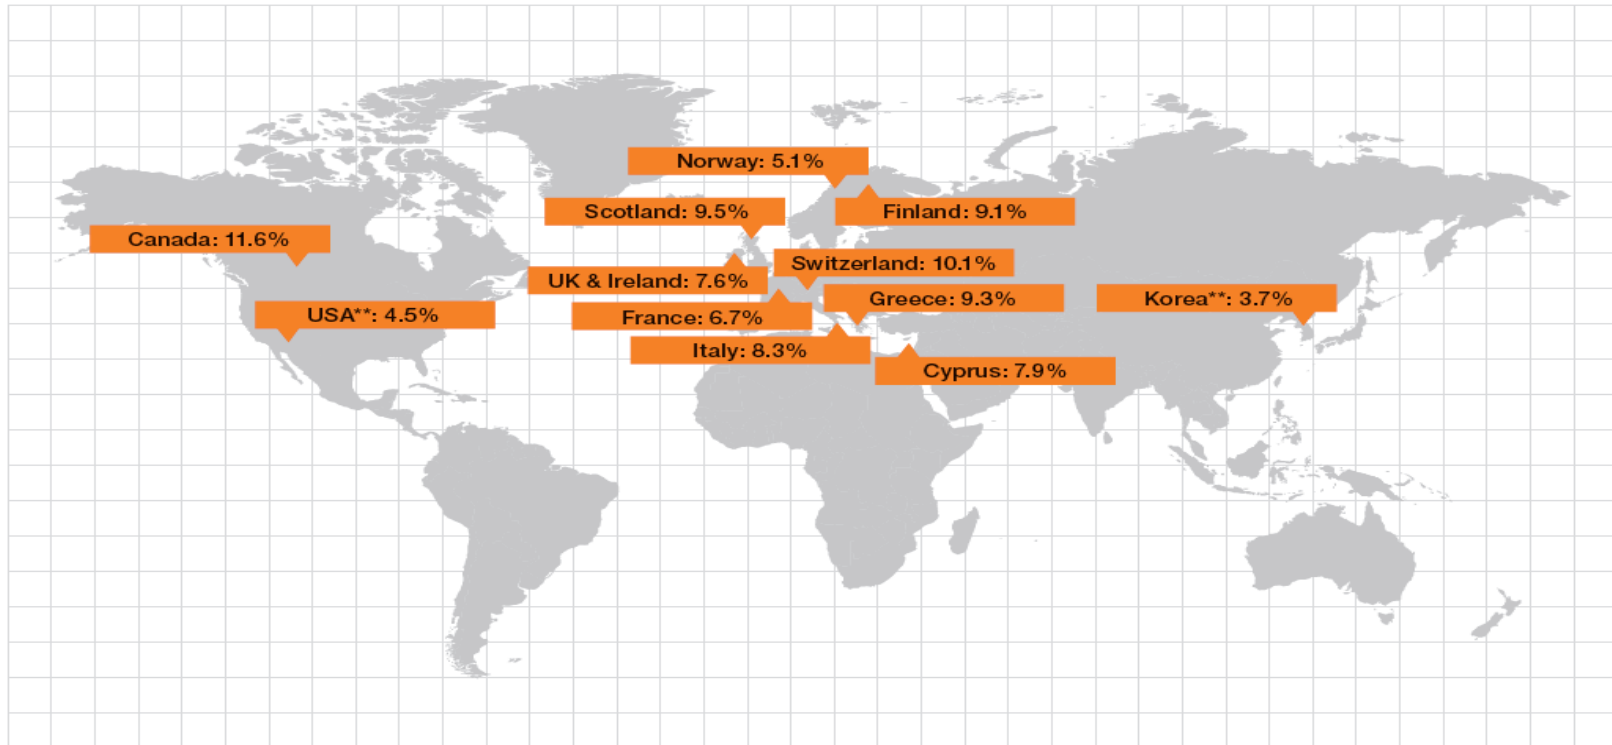 Norway: 5.1%
Scotland: 9.5%
Finland: 9.1%
Canada: 11.6%
Switzerland: 10.1%
UK & Ireland: 7.6%
Greece: 9.3%
Korea**: 3.7%
USA**: 4.5%
France: 6.7%
Italy: 8.3%
Cyprus: 7.9%